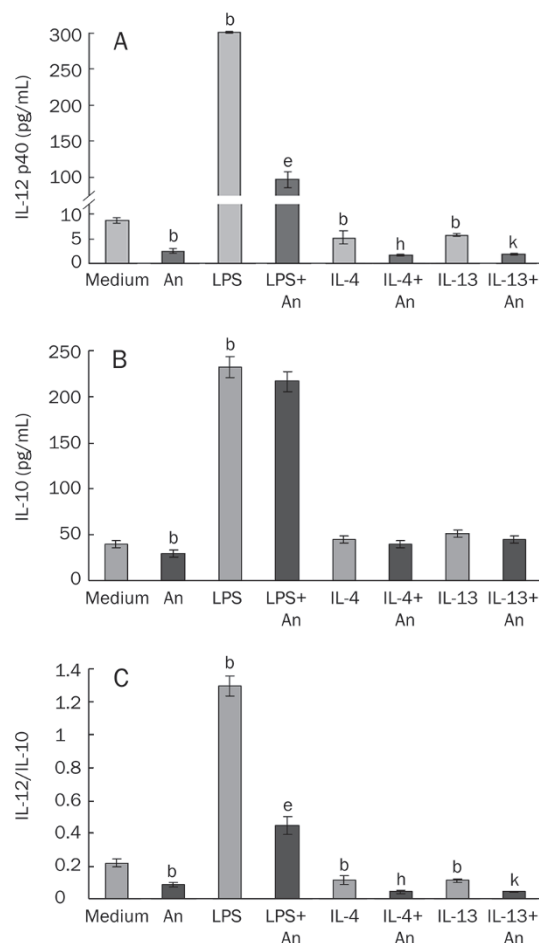 A
IL-12 p40 (pg/mL)
300
250
200
150
100
10
5
0
b
b
e
b
h
b
k
Medium An LPS LPS+ An IL-4 IL-4+ An IL-13 IL-13+ An
B
IL-10 (pg/mL)
250
200
150
100
50
0
b
b
Medium An LPS LPS+ An IL-4 IL-4+ An IL-13 IL-13+ An
C
IL-12/IL-10
1.4
1.2
1
0.8
0.6
0.4
0.2
0
b
b
e
b
h
b
k
Medium An LPS LPS+ An IL-4 IL-4+ An IL-13 IL-13+ An